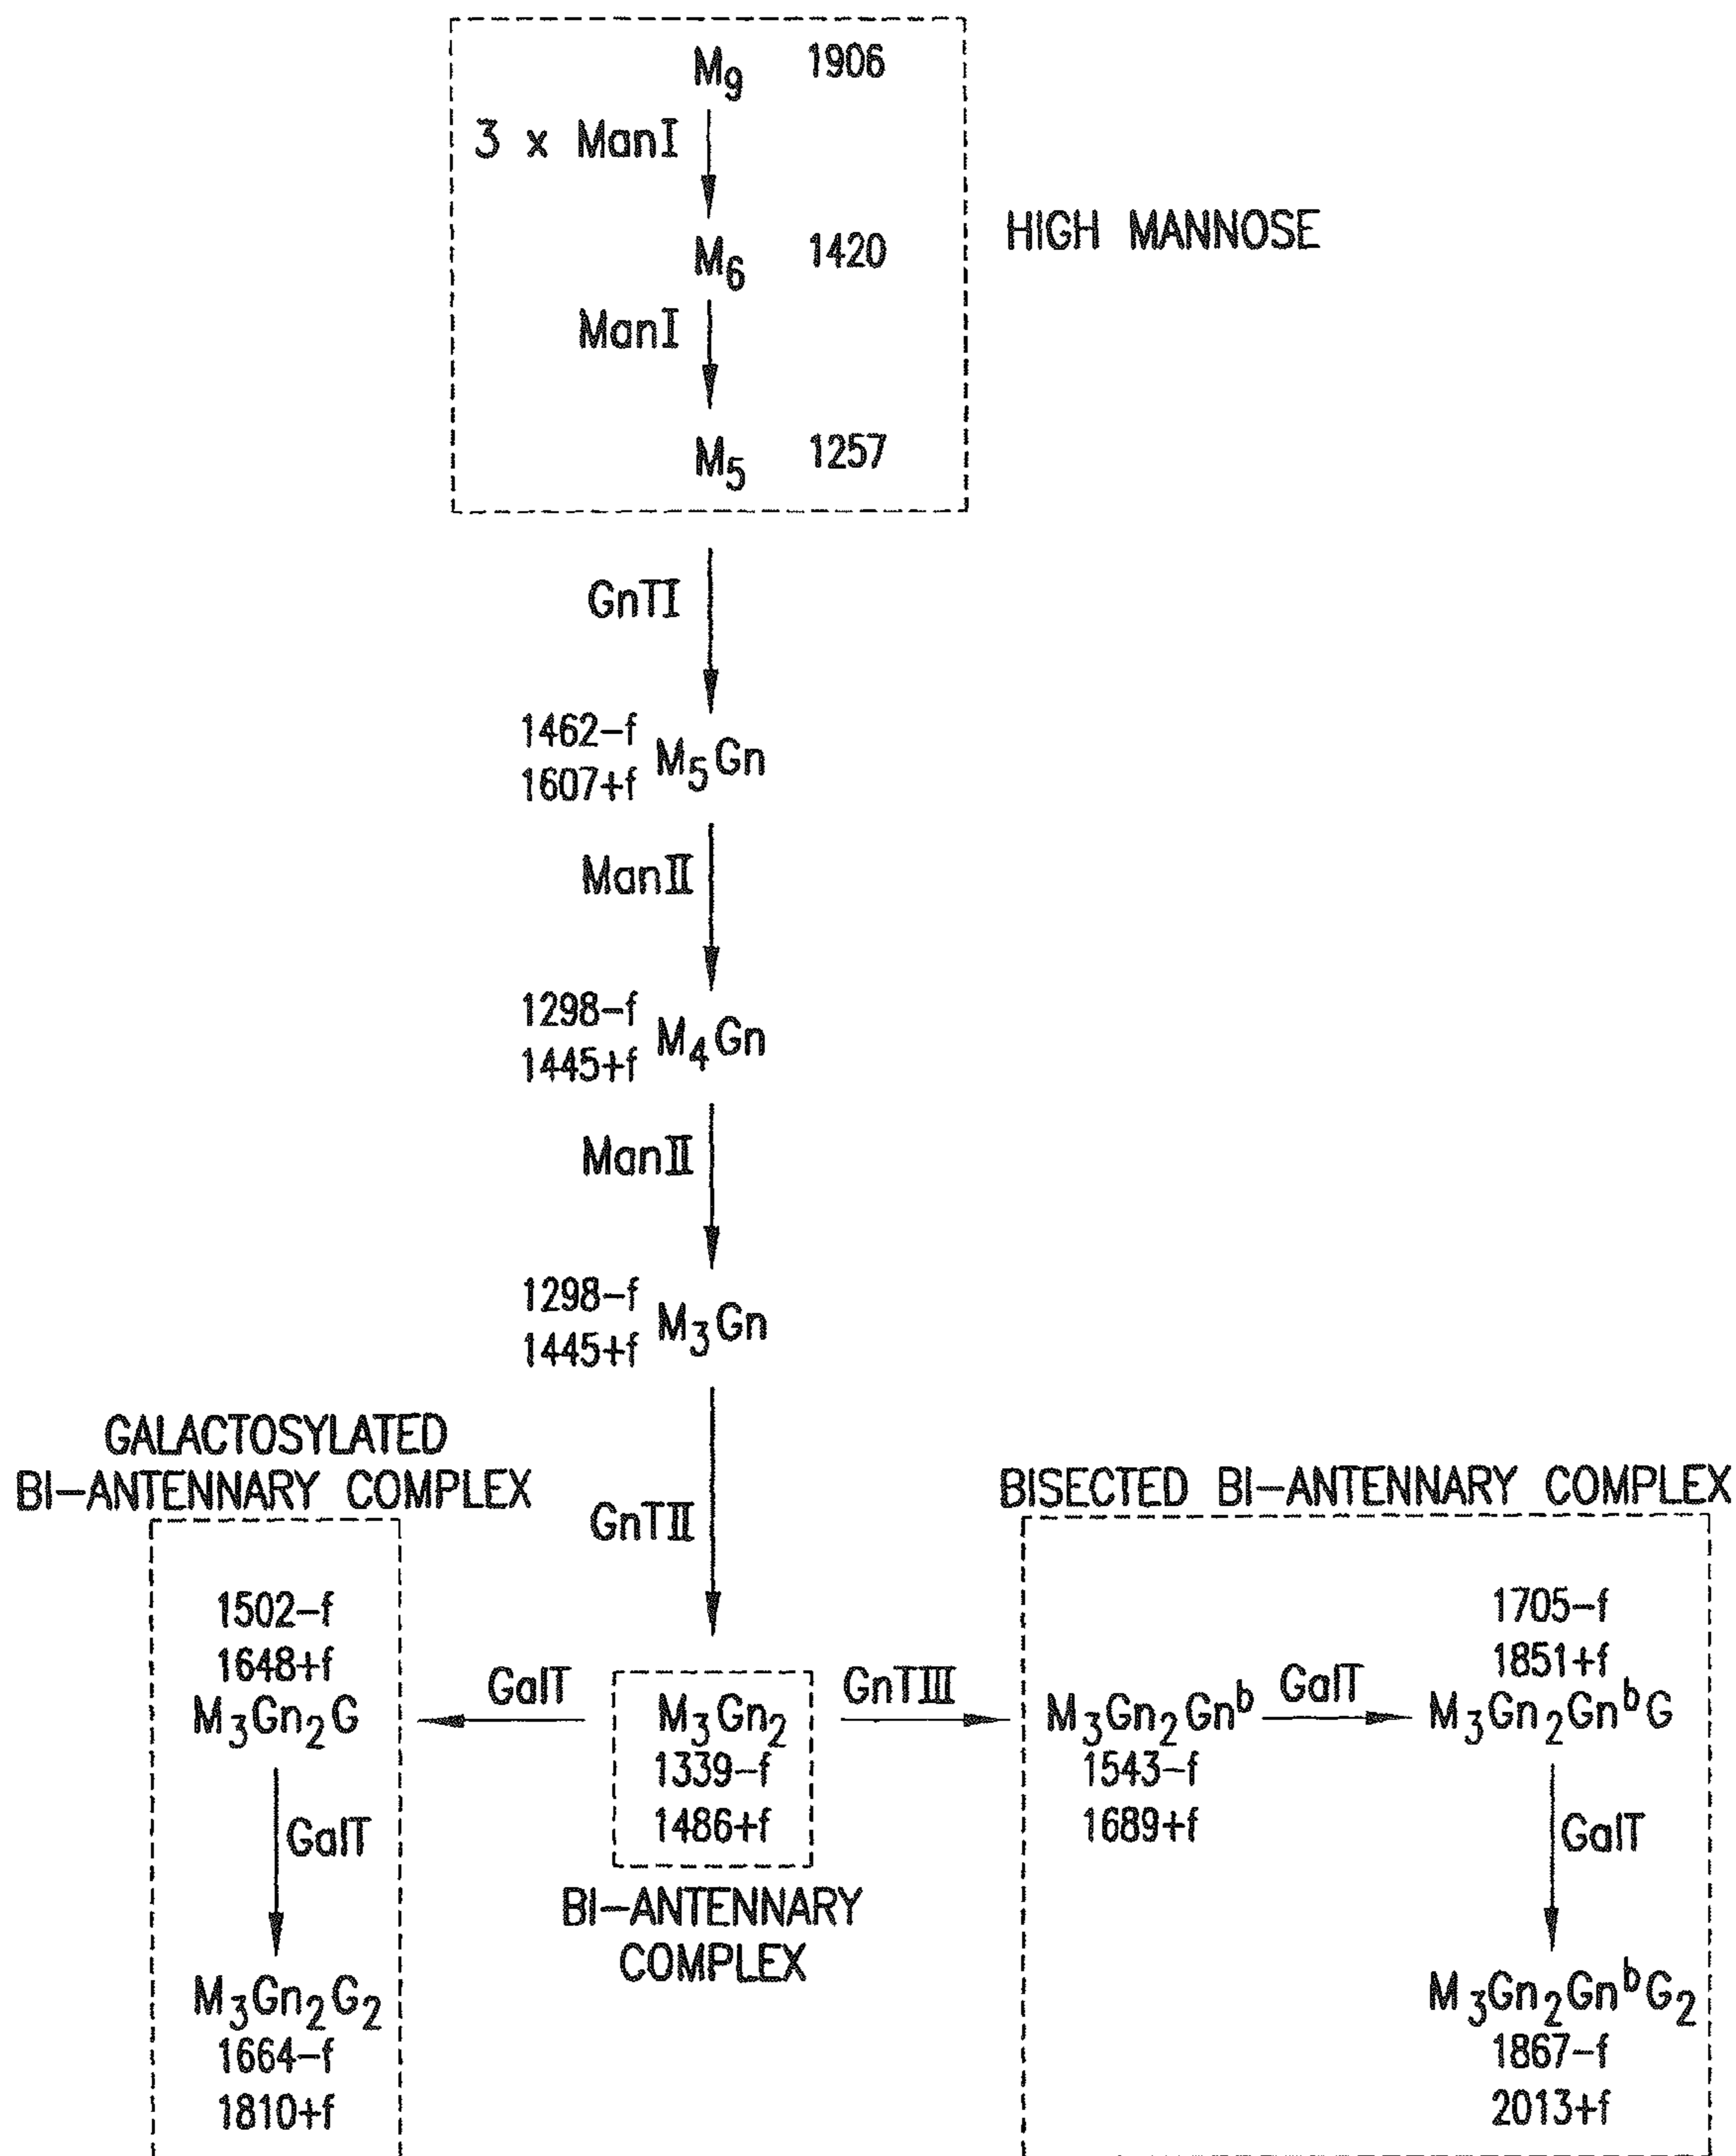 M9 1906
3 x ManI
M6 1420
HIGH MANNOSE
ManI
M5 1257
GnTI
1462-f
1607+f
M5Gn
ManII
1298-f
1445+f
M4Gn
ManII
1298-f
1445+f
M3Gn
GnTII
GALACTOSYLATED
BI-ANTENNARY COMPLEX
1502-f
1648+f
M3Gn2G
GalT
M3Gn2G2
1664-f
1810+f
GalT
M3Gn2
1339-f
1486+f
BI-ANTENNARY
COMPLEX
GnTIII
BISECTED BI-ANTENNARY COMPLEX
M3Gn2Gnb
1543-f
1689+f
GalT
1705-f
1851+f
M3Gn2GnbG
GalT
M3Gn2GnbG2
1867-f
2013+f